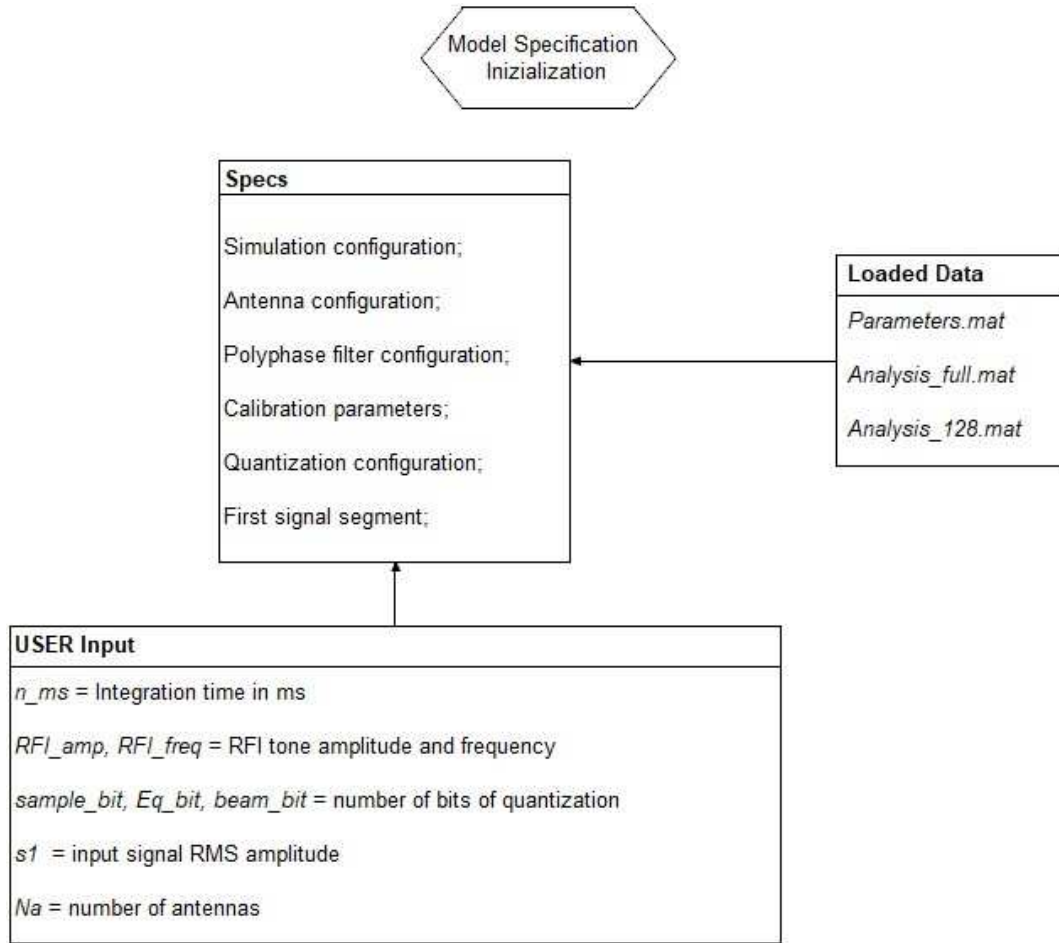 Model Specification
Inizialization
Specs
Simulation configuration;
Antenna configuration;
Polyphase filter configuration;
Calibration parameters;
Quantization configuration;
First signal segment;
Loaded Data
Parameters.mat
Analysis_full.mat
Analysis_128.mat
USER Input
n_ms = Integration time in ms
RFI_amp, RFI_freq = RFI tone amplitude and frequency
sample_bit, Eq_bit, beam_bit = number of bits of quantization
s1 = input signal RMS amplitude
Na = number of antennas